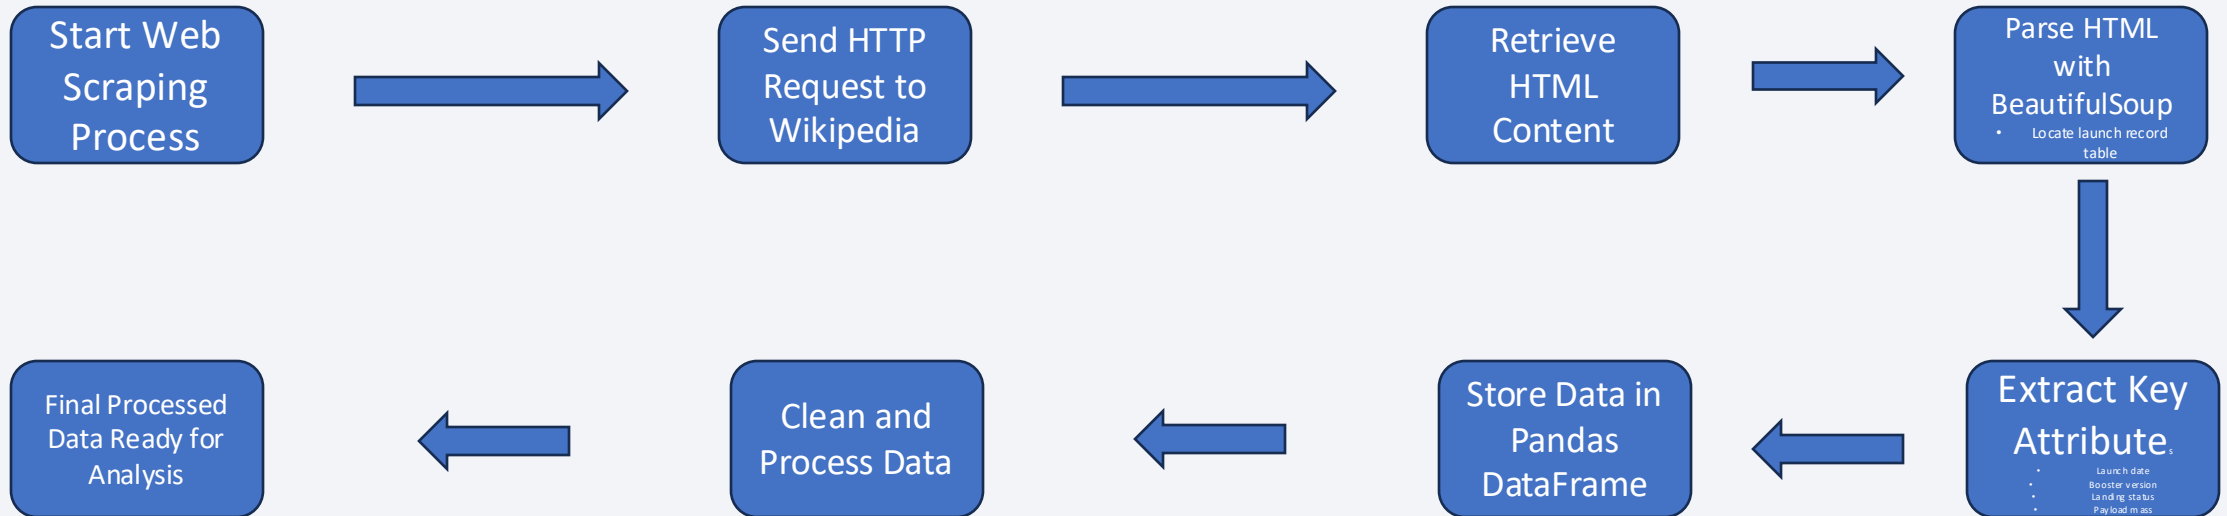 Start Web
Scraping
Process
Send HTTP
Request to
Wikipedia
Retrieve
HTML
Content
Parse HTML
with
BeautifulSoup
• Locate launch record
table
Extract Key
Attributes
• Launch date
• Booster version
• Landing status
• Payload mass
Store Data in
Pandas
DataFrame
Clean and
Process Data
Final Processed
Data Ready for
Analysis